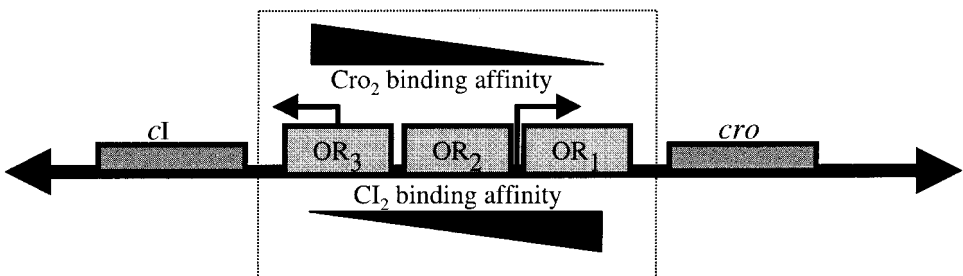 Cro2 binding affinity
cI OR3 OR2 OR1 cro
CI2 binding affinity